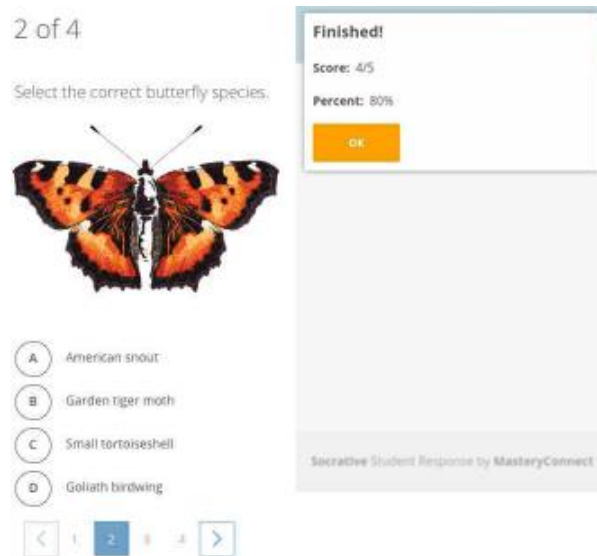 2 of 4
Select the correct butterfly species.
A American snout
B Garden tiger moth
C Small tortoiseshell
D Goliath birdwing
< 1 2 3 4 >
Finished!
Score: 4/5
Percent: 80%
OK
Socrative Student Response by MasteryConnect